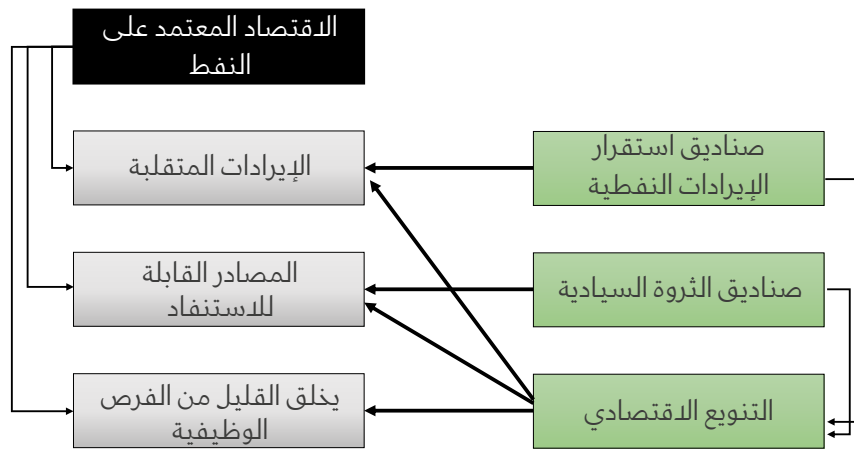 الاقتصاد المعتمد على
النفط
صناديق استقرار
الإيرادات النفطية
الإيرادات المتقلبة
صناديق الثروة السيادية
المصادر القابلة
للاستنفاد
التنويع الاقتصادي
يخلق القليل من الفرص
الوظيفية